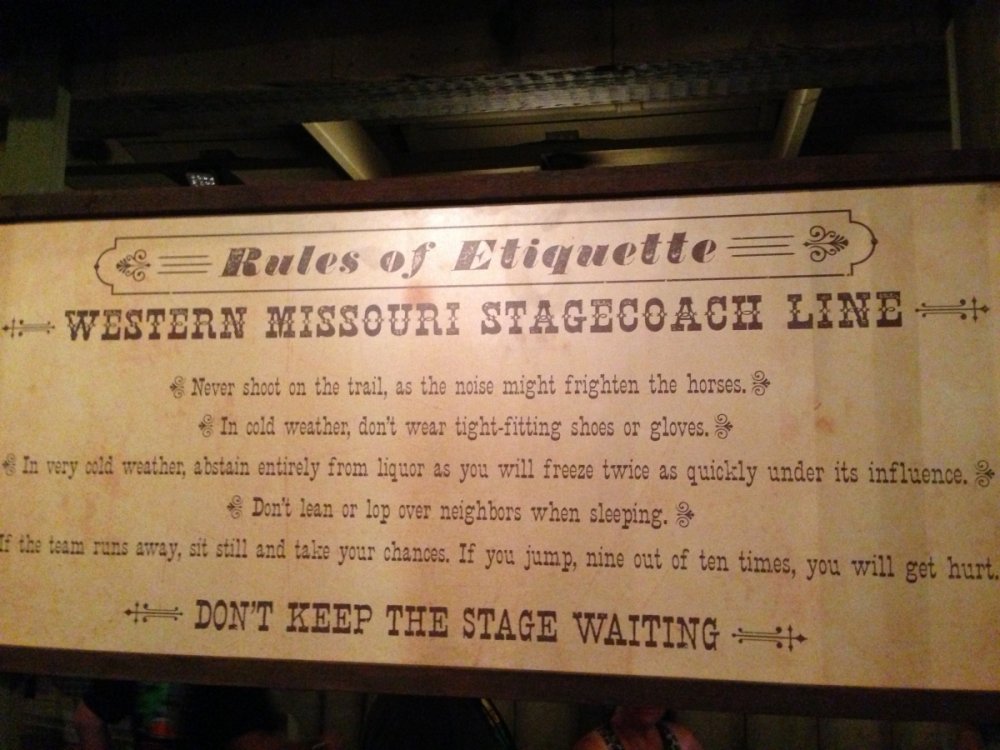 Rules of Etiquette
WESTERN MISSOURI STAGECOACH LINE
Never shoot on the trail, as the noise might frighten the horses.
In cold weather, don't wear tight-fitting shoes or gloves.
In very cold weather, abstain entirely from liquor as you will freeze twice as quickly under its influence.
Don't lean or lop over neighbors when sleeping.
If the team runs away, sit still and take your chances. If you jump, nine out of ten times, you will get hurt.
DON'T KEEP THE STAGE WAITING